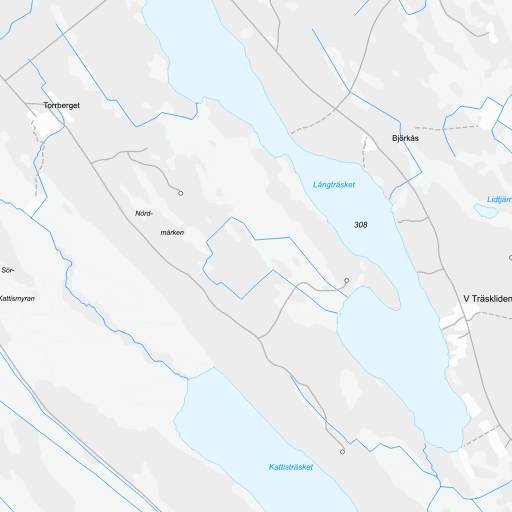 Torrberget
Björkås
Långträsket
Lidtjärn
Nörd-
märken
308
Sör-
Kattismyran
V Träskliden
Kattisträsket